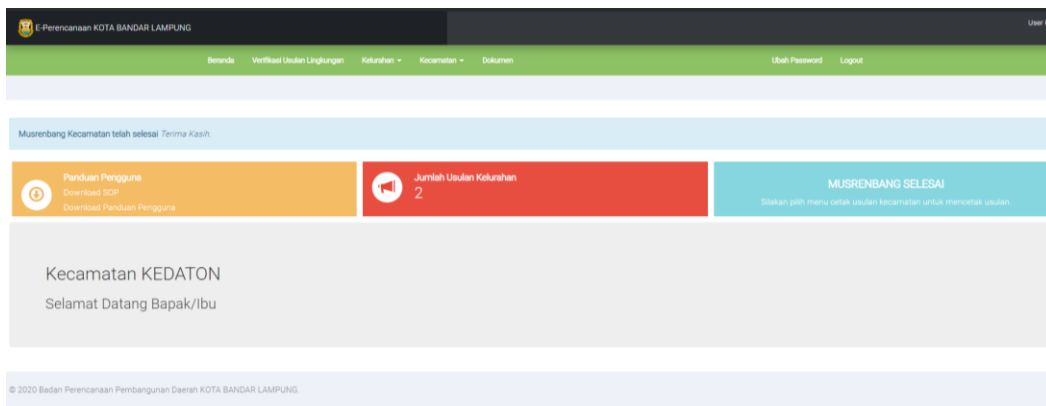 E-Perencanaan KOTA BANDAR LAMPUNG
User
Beranda Verifikasi Usulan Lingkungan Kelurahan Kecamatan Dokumen Ubah Password Logout
Musrenbang Kecamatan telah selesai Terima Kasih.
Panduan Pengguna
Download SOP
Download Panduan Pengguna
Jumlah Usulan Kelurahan
2
MUSRENBANG SELESAI
Silakan pilih menu cetak usulan kecamatan untuk mencetak usulan.
Kecamatan KEDATON
Selamat Datang Bapak/Ibu
© 2020 Badan Perencanaan Pembangunan Daerah KOTA BANDAR LAMPUNG.